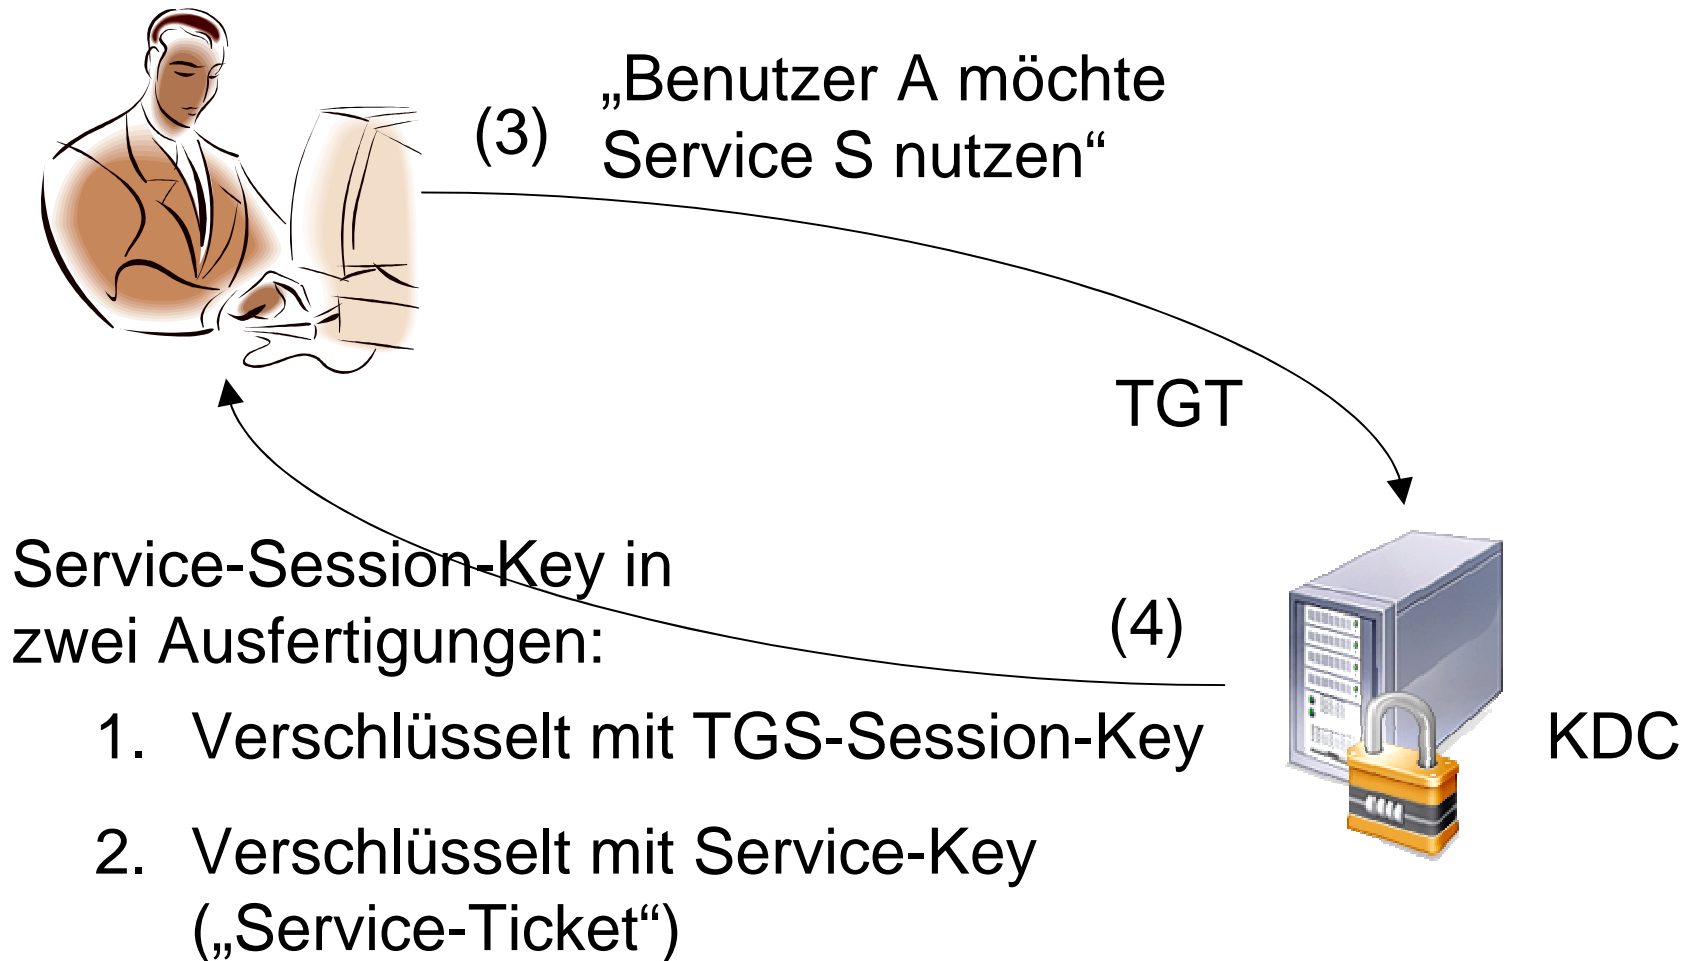 (3) „Benutzer A möchte
Service S nutzen“
TGT
Service-Session-Key in
zwei Ausfertigungen:
(4)
1. Verschlüsselt mit TGS-Session-Key
KDC
2. Verschlüsselt mit Service-Key
(„Service-Ticket“)